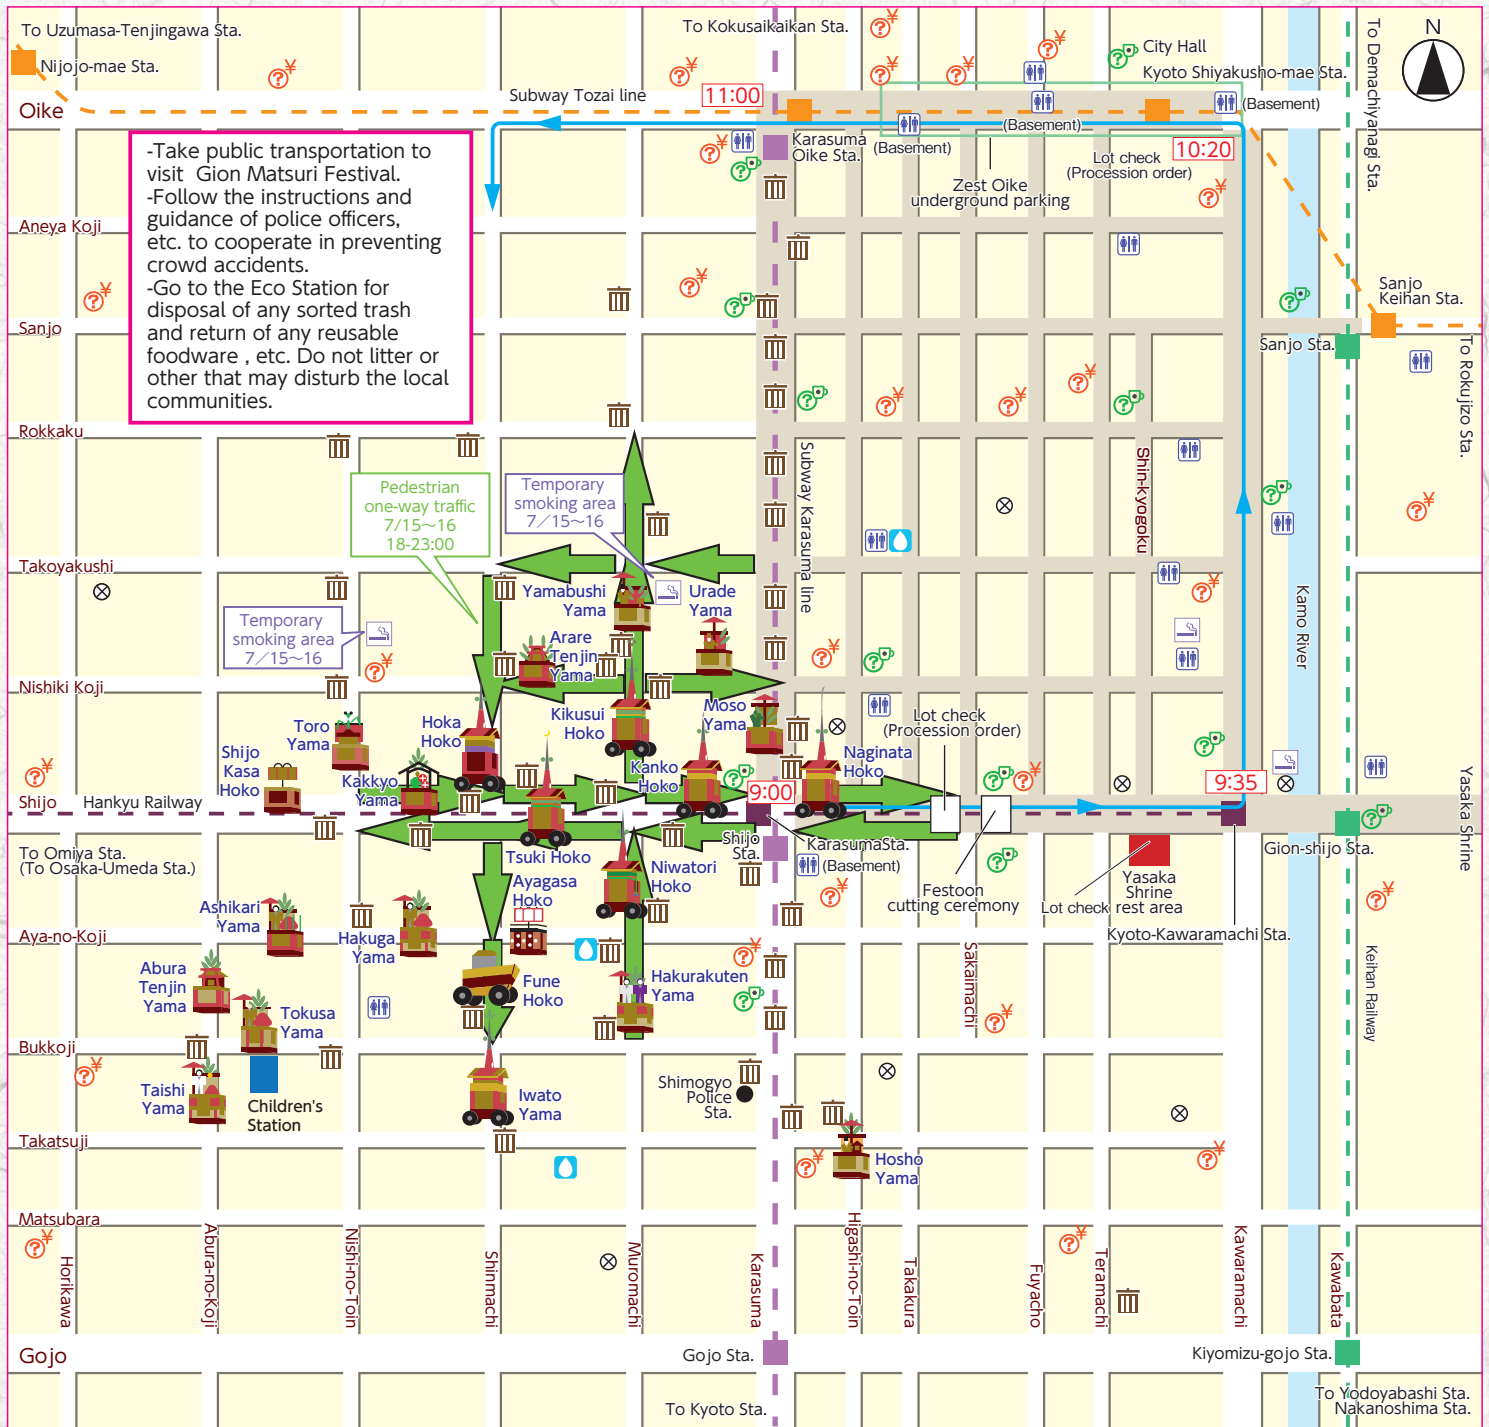 To Uzumasa-Tenjingawa Sta.
Nijojo-mae Sta.
Oike
To Kokusaikaikan Sta.
Subway Tozai line
11:00
City Hall
Kyoto Shiyakusho-mae Sta.
(Basement)
(Basement)
(Basement)
To Demachiyanagi Sta.
N
Karasuma
Oike Sta.
Zest Oike
underground parking
Lot check
(Procession order)
10:20
-Take public transportation to
visit Gion Matsuri Festival.
-Follow the instructions and
guidance of police officers,
etc. to cooperate in preventing
crowd accidents.
-Go to the Eco Station for
disposal of any sorted trash
and return of any reusable
foodware , etc. Do not litter or
other that may disturb the local
communities.
Aneya Koji
Sanjo
Sanjo
Keihan Sta.
Sanjo Sta.
To Rokujizo Sta.
Rokkaku
Pedestrian
one-way traffic
7/15～16
18-23:00
Temporary
smoking area
7／15～16
Subway Karasuma line
Shin-kyogoku
Kamo River
Takoyakushi
Temporary
smoking area
7／15～16
Yamabushi
Yama
Urade
Yama
Arare
Tenjin
Yama
Nishiki Koji
Toro
Yama
Hoka
Hoko
Kikusui
Hoko
Moso
Yama
Lot check
(Procession order)
Shijo
Kasa
Hoko
Kakkyo
Yama
Kanko
Hoko
Naginata
Hoko
9:00
9:35
Shijo
Hankyu Railway
Yasaka Shrine
To Omiya Sta.
(To Osaka-Umeda Sta.)
Tsuki Hoko
Shijo
Sta.
KarasumaSta.
(Basement)
Gion-shijo Sta.
Ayagasa
Hoko
Niwatori
Hoko
Festoon
cutting ceremony
Lot check
Yasaka
Shrine
rest area
Kyoto-Kawaramachi Sta.
Ashikari
Yama
Hakuga
Yama
Aya-no-Koji
Abura
Tenjin
Yama
Tokusa
Yama
Fune
Hoko
Hakurakuten
Yama
Sakaimachi
Keihan Railway
Bukkoji
Taishi
Yama
Children's
Station
Iwato
Yama
Shimogyo
Police
Sta.
Takatsuji
Hosho
Yama
Matsubara
Horikawa
Abura-no-Koji
Nishi-no-Toin
Shinmachi
Muromachi
Karasuma
Higashi-no-Toin
Takakura
Fuyacho
Teramachi
Kawaramachi
Kawabata
Gojo
Gojo Sta.
Kiyomizu-gojo Sta.
To Kyoto Sta.
To Yodoyabashi Sta.
Nakanoshima Sta.